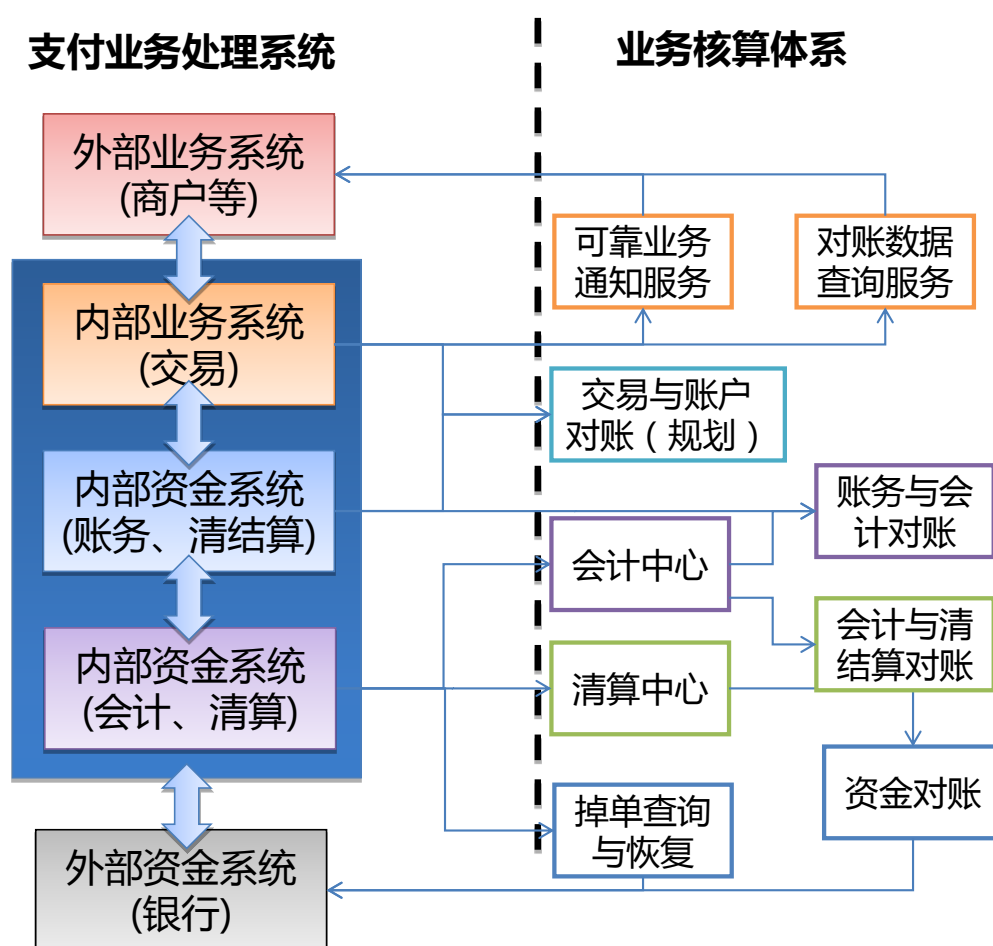 支付业务处理系统
业务核算体系
外部业务系统
(商户等)
可靠业务
通知服务
对账数据
查询服务
内部业务系统
(交易)
交易与账户
对账（规划）
内部资金系统
(账务、清结算)
账务与会
计对账
会计中心
会计与清
结算对账
内部资金系统
(会计、清算)
清算中心
资金对账
掉单查询
与恢复
外部资金系统
(银行)